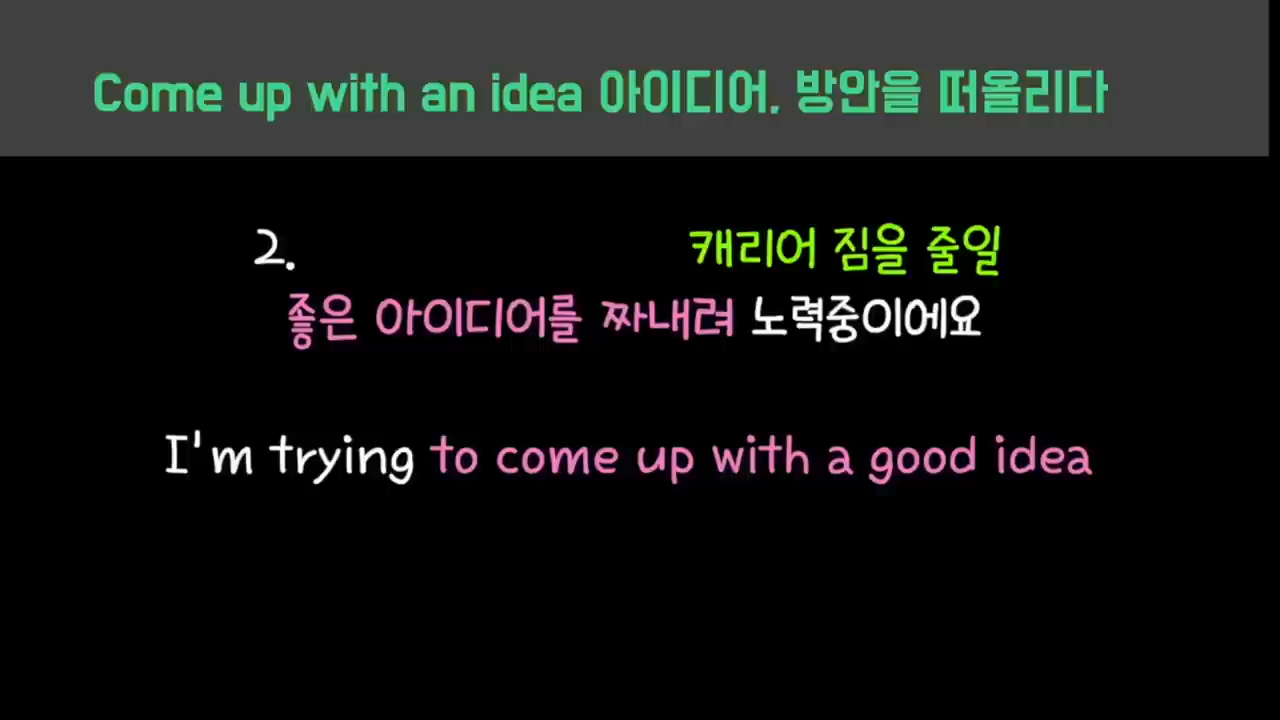 Come up with an idea 아이디어, 방안을 떠올리다
2. 캐리어 짐을 줄일
좋은 아이디어를 짜내려 노력중이에요
I'm trying to come up with a good idea